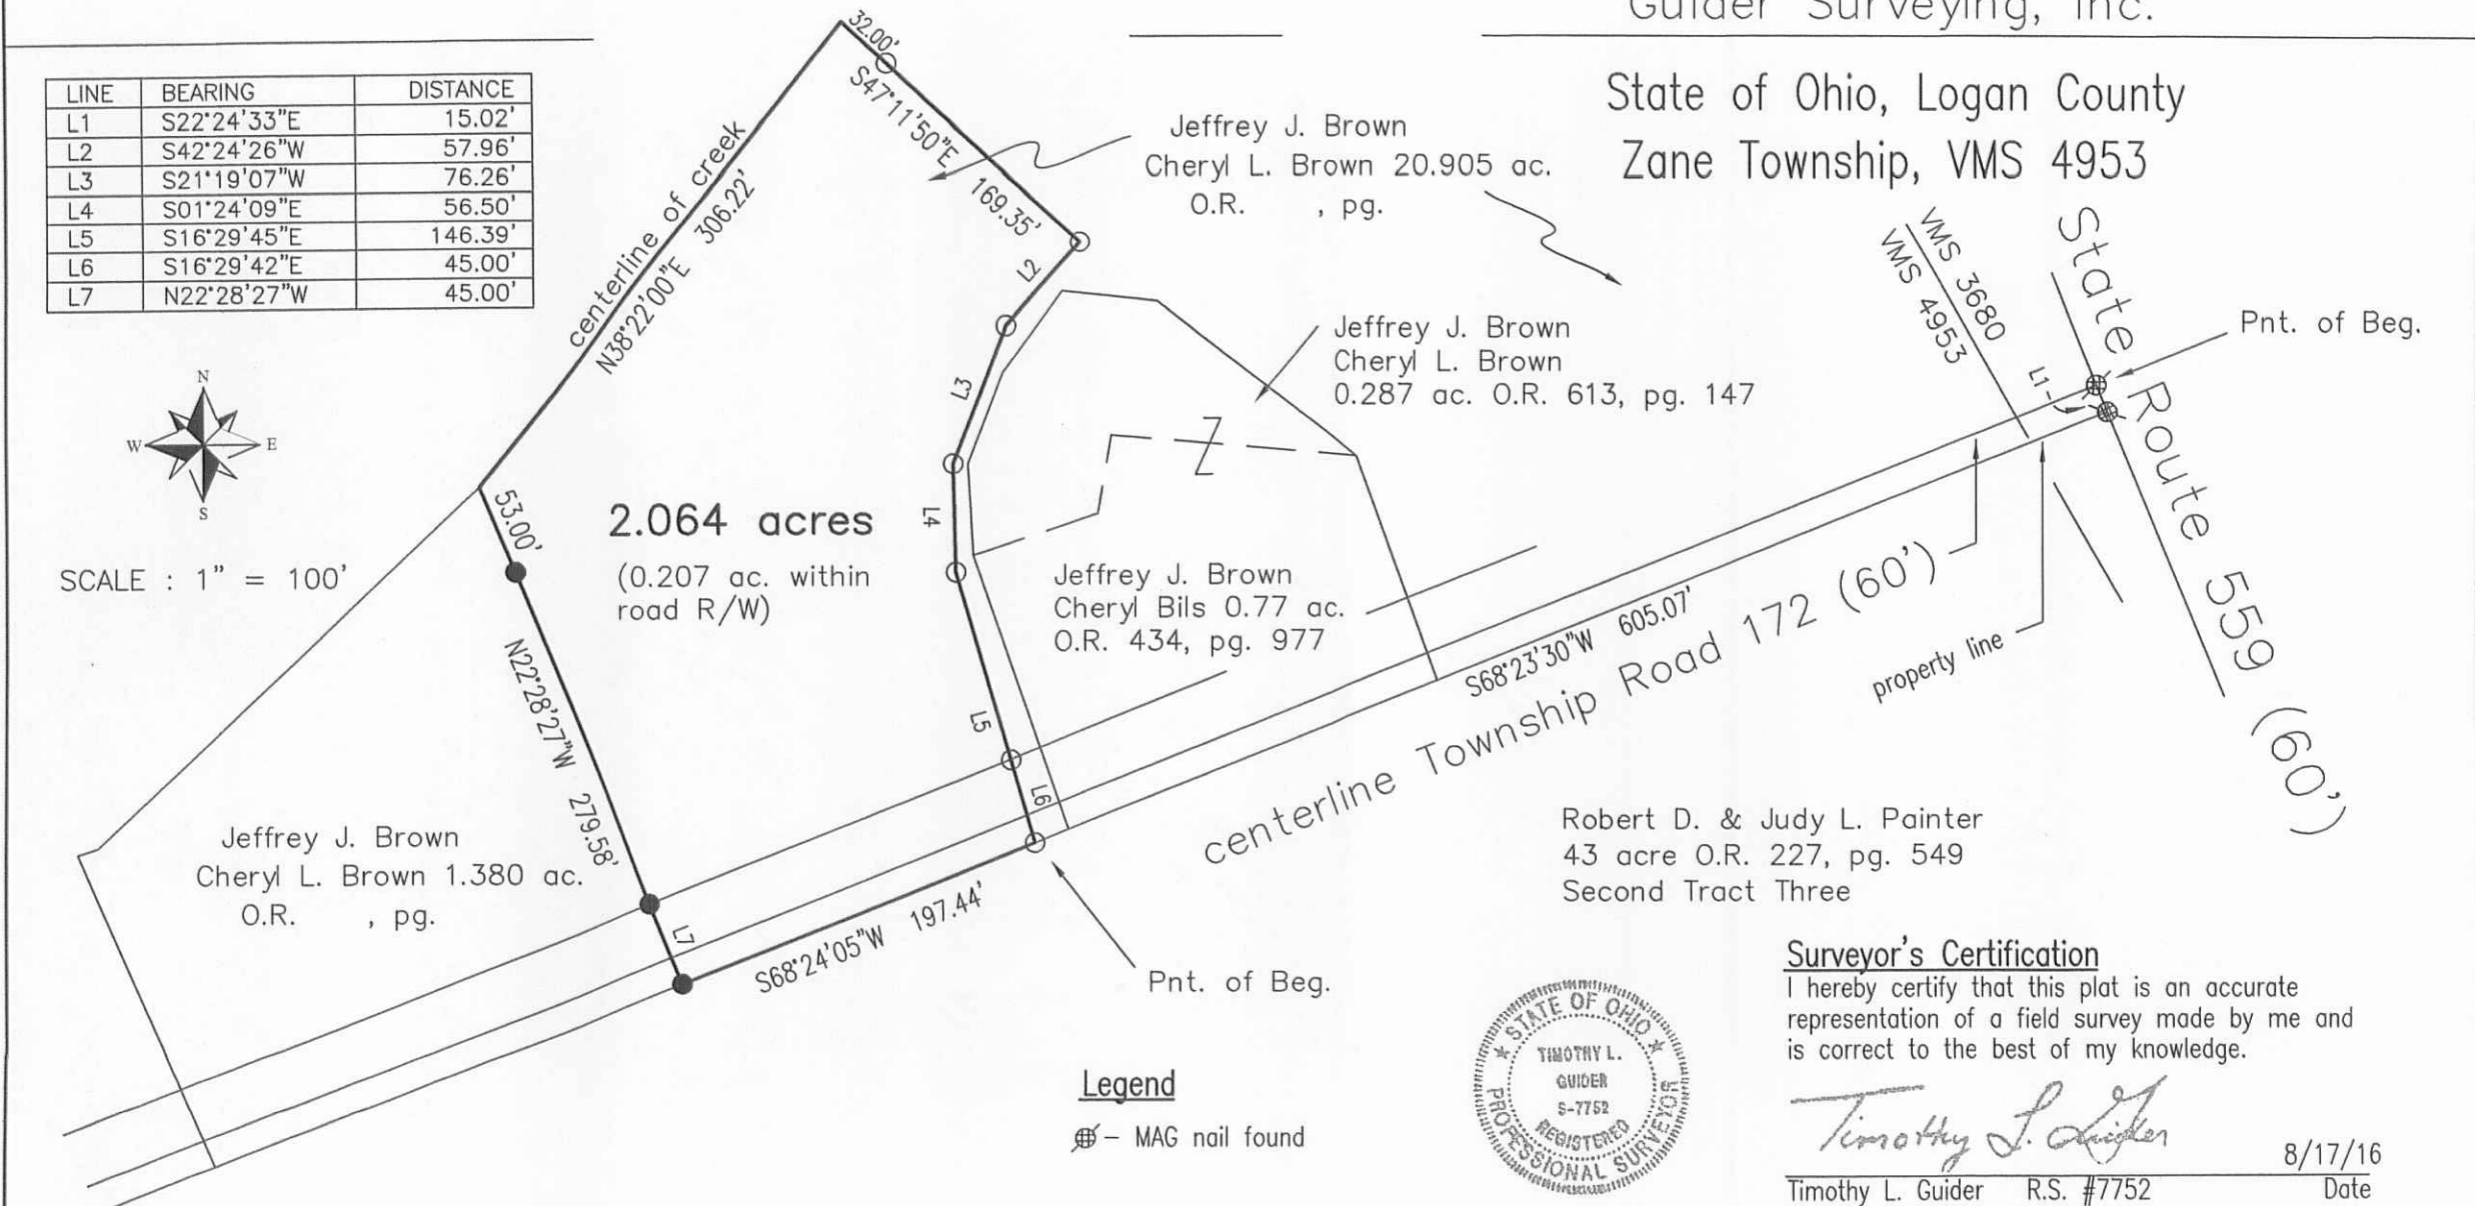 Guider Surveying, Inc.
State of Ohio, Logan County
Zane Township, VMS 4953
LINE BEARING DISTANCE
L1 S22°24'33"E 15.02'
L2 S42°24'26"W 57.96'
L3 S21°19'07"W 76.26'
L4 S01°24'09"E 56.50'
L5 S16°29'45"E 146.39'
L6 S16°29'42"E 45.00'
L7 N22°28'27"W 45.00'
N
W E
S
SCALE : 1" = 100'
centerline of creek
N38°22'00"E 306.22'
32.00'
S47°11'50"E 169.35'
Jeffrey J. Brown
Cheryl L. Brown 20.905 ac.
O.R. , pg.
L2
L3
L4
L5
L6
L7
Jeffrey J. Brown
Cheryl L. Brown
0.287 ac. O.R. 613, pg. 147
Z
VMS 3680
VMS 4953
L1
State Route 559 (60')
Pnt. of Beg.
53.00'
2.064 acres
(0.207 ac. within
road R/W)
N22°28'27"W 279.58'
Jeffrey J. Brown
Cheryl Bils 0.77 ac.
O.R. 434, pg. 977
S68°23'30"W 605.07'
centerline Township Road 172 (60')
property line
Jeffrey J. Brown
Cheryl L. Brown 1.380 ac.
O.R. , pg.
S68°24'05"W 197.44'
Pnt. of Beg.
Robert D. & Judy L. Painter
43 acre O.R. 227, pg. 549
Second Tract Three
Legend
- MAG nail found
STATE OF OHIO
TIMOTHY L.
GUIDER
S-7752
REGISTERED
PROFESSIONAL SURVEYOR
Surveyor's Certification
I hereby certify that this plat is an accurate
representation of a field survey made by me and
is correct to the best of my knowledge.
Timothy L. Guider
8/17/16
Timothy L. Guider R.S. #7752 Date